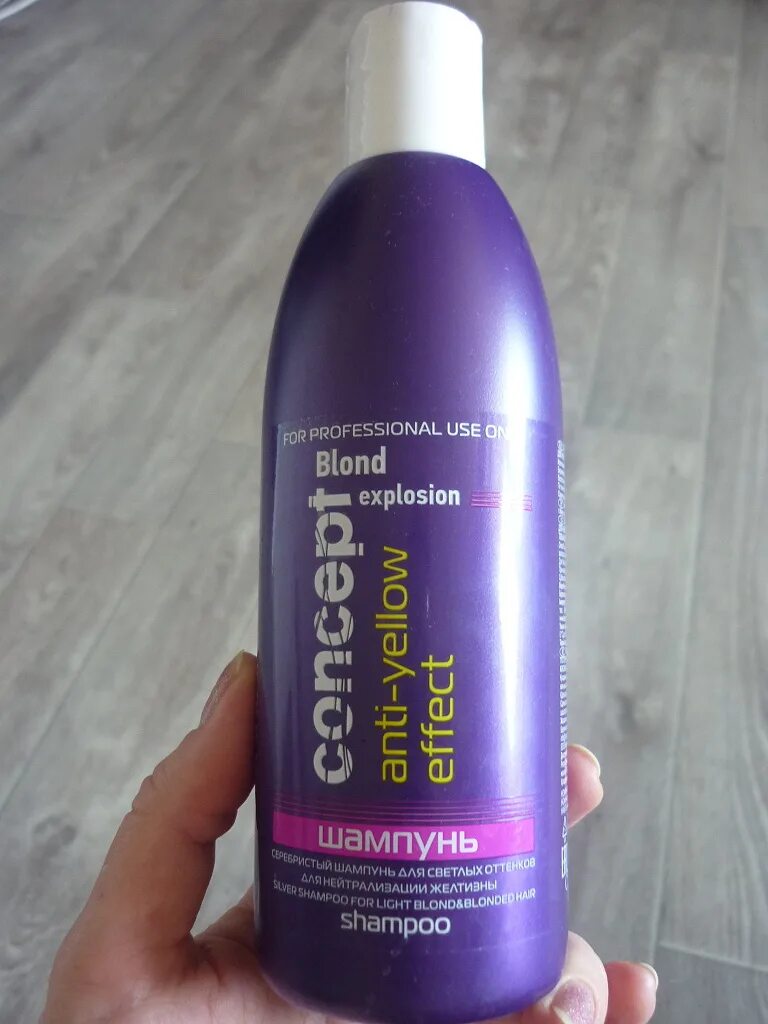 FOR PROFESSIONAL USE
Blond
explosion
concept
anti-yellow
effect
шампунь
СЕРЕБРИСТЫЙ ШАМПУНЬ ДЛЯ СВЕТЛЫХ ОТТЕНКОВ
ДЛЯ НЕЙТРАЛИЗАЦИИ ЖЕЛТИЗНЫ
SILVER SHAMPOO FOR LIGHT BLOND&BLONDED HAIR
shampoo